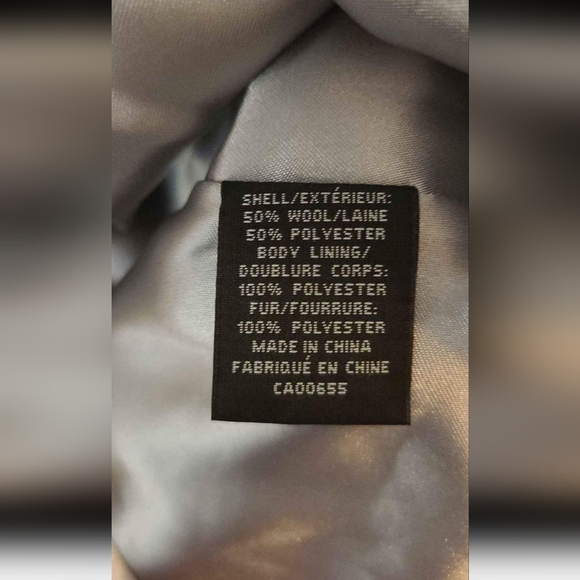 SHELL/EXTÉRIEUR:
50% WOOL/LAINE
50% POLYESTER
BODY LINING/
DOUBLURE CORPS:
100% POLYESTER
FUR/FOURRURE:
100% POLYESTER
MADE IN CHINA
FABRIQUÉ EN CHINE
CA00655